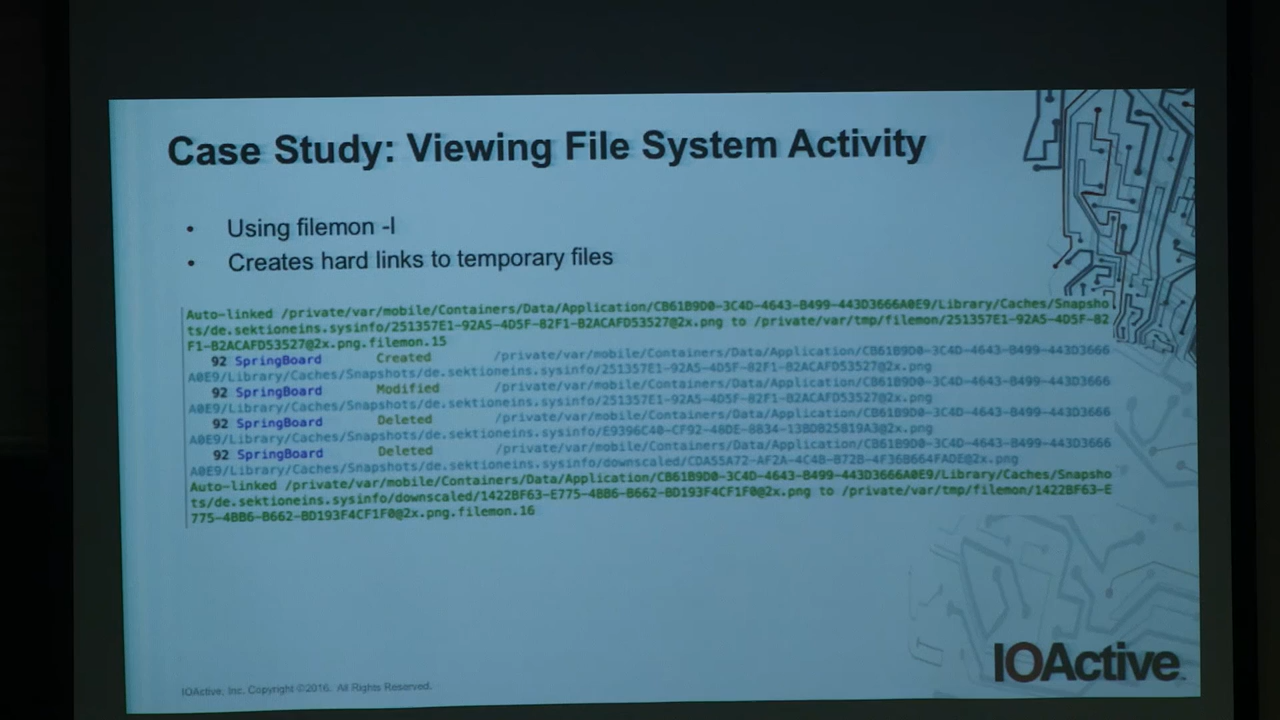 Case Study: Viewing File System Activity
• Using filemon -l
• Creates hard links to temporary files
Auto-linked /private/var/mobile/Containers/Data/Application/CB61B9D0-3C4D-4643-B499-443D3666A0E9/Library/Caches/Snapsho
ts/de.sektioneins.sysinfo/251357E1-92A5-4D5F-82F1-B2ACAFD53527@2x.png to /private/var/tmp/filemon/251357E1-92A5-4D5F-82
F1-B2ACAFD53527@2x.png.filemon.15
92 SpringBoard Created /private/var/mobile/Containers/Data/Application/CB61B9D0-3C4D-4643-B499-443D3666
A0E9/Library/Caches/Snapshots/de.sektioneins.sysinfo/251357E1-92A5-4D5F-82F1-B2ACAFD53527@2x.png
92 SpringBoard Modified /private/var/mobile/Containers/Data/Application/CB61B9D0-3C4D-4643-B499-443D3666
A0E9/Library/Caches/Snapshots/de.sektioneins.sysinfo/251357E1-92A5-4D5F-82F1-B2ACAFD53527@2x.png
92 SpringBoard Deleted /private/var/mobile/Containers/Data/Application/CB61B9D0-3C4D-4643-B499-443D3666
A0E9/Library/Caches/Snapshots/de.sektioneins.sysinfo/E9396C40-CF92-48DE-8834-13BDB25819A3@2x.png
92 SpringBoard Deleted /private/var/mobile/Containers/Data/Application/CB61B9D0-3C4D-4643-B499-443D3666
A0E9/Library/Caches/Snapshots/de.sektioneins.sysinfo/downscaled/CDA55A72-AF2A-4C4B-B72B-4F36B664FADE@2x.png
Auto-linked /private/var/mobile/Containers/Data/Application/CB61B9D0-3C4D-4643-B499-443D3666A0E9/Library/Caches/Snapsho
ts/de.sektioneins.sysinfo/downscaled/1422BF63-E775-4BB6-B662-BD193F4CF1F0@2x.png to /private/var/tmp/filemon/1422BF63-E
775-4BB6-B662-BD193F4CF1F0@2x.png.filemon.16
IOActive, Inc. Copyright ©2016. All Rights Reserved.
IOActive